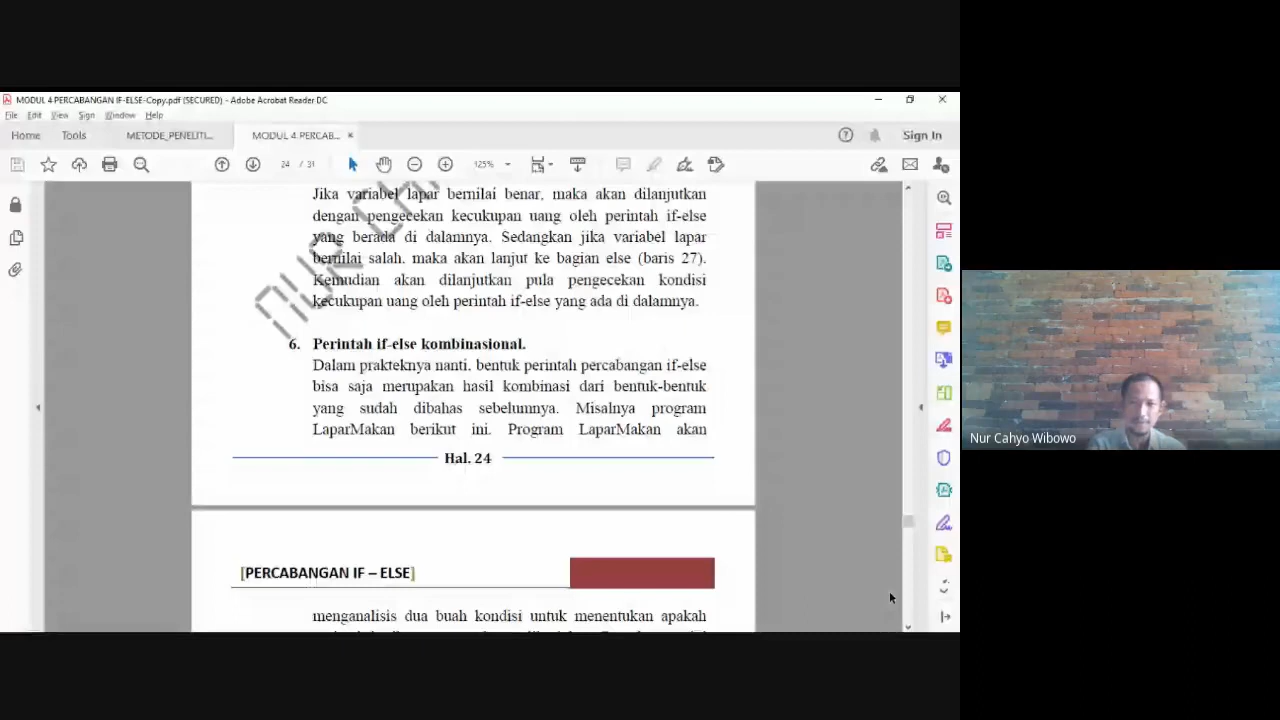 MODUL 4 PERCABANGAN IF-ELSE-Copy.pdf (SECURED) - Adobe Acrobat Reader DC
File Edit View Sign Window Help
Home Tools METODE_PENELITI... MODUL 4 PERCAB... × Sign In
24 / 31 125%
Jika variabel lapar bernilai benar, maka akan dilanjutkan
dengan pengecekan kecukupan uang oleh perintah if-else
yang berada di dalamnya. Sedangkan jika variabel lapar
bernilai salah, maka akan lanjut ke bagian else (baris 27).
Kemudian akan dilanjutkan pula pengecekan kondisi
kecukupan uang oleh perintah if-else yang ada di dalamnya.
NUR
6. Perintah if-else kombinasional.
Dalam prakteknya nanti, bentuk perintah percabangan if-else
bisa saja merupakan hasil kombinasi dari bentuk-bentuk
yang sudah dibahas sebelumnya. Misalnya program
LaparMakan berikut ini. Program LaparMakan akan
Hal. 24
[PERCABANGAN IF – ELSE]
menganalisis dua buah kondisi untuk menentukan apakah
Nur Cahyo Wibowo